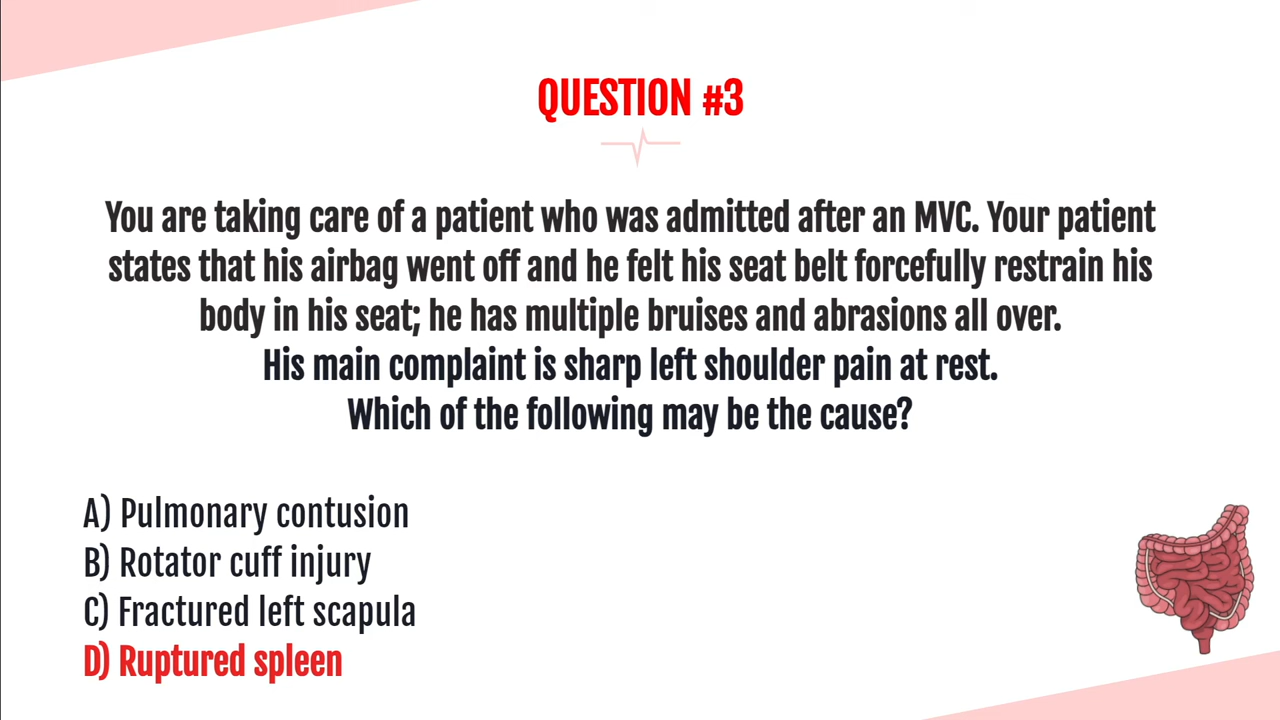 QUESTION #3
You are taking care of a patient who was admitted after an MVC. Your patient
states that his airbag went off and he felt his seat belt forcefully restrain his
body in his seat; he has multiple bruises and abrasions all over.
His main complaint is sharp left shoulder pain at rest.
Which of the following may be the cause?
A) Pulmonary contusion
B) Rotator cuff injury
C) Fractured left scapula
D) Ruptured spleen